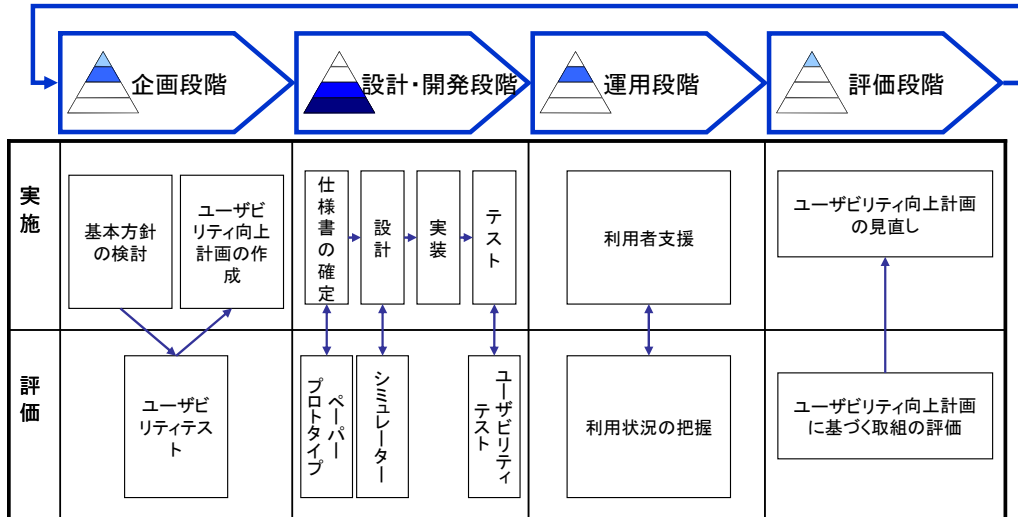 企画段階
設計・開発段階
運用段階
評価段階
実施
基本方針
の検討
ユーザビ
リティ向上
計画の作
成
仕様書の確定
設計
実装
テスト
利用者支援
ユーザビリティ向上計画
の見直し
評価
ユーザビ
リティテス
ト
ペーパー
プロトタイプ
シミュレーター
ユーザビリティ
テスト
利用状況の把握
ユーザビリティ向上計画
に基づく取組の評価